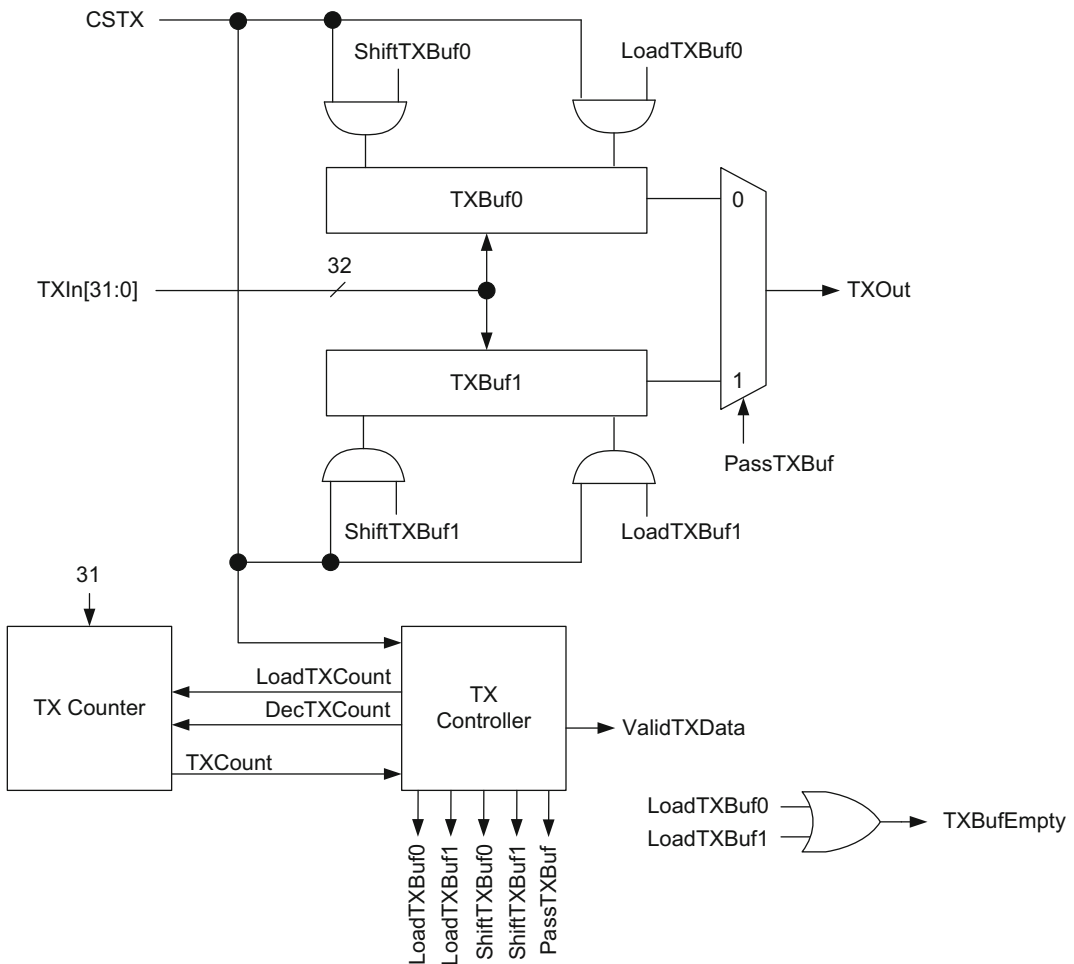 CSTX
ShiftTXBuf0
LoadTXBuf0
TXBuf0
0
32
TXIn[31:0]
TXOut
TXBuf1
1
PassTXBuf
ShiftTXBuf1
LoadTXBuf1
31
TX Counter
LoadTXCount
DecTXCount
TXCount
TX
Controller
ValidTXData
LoadTXBuf0
LoadTXBuf1
TXBufEmpty
LoadTXBuf0
LoadTXBuf1
ShiftTXBuf0
ShiftTXBuf1
PassTXBuf